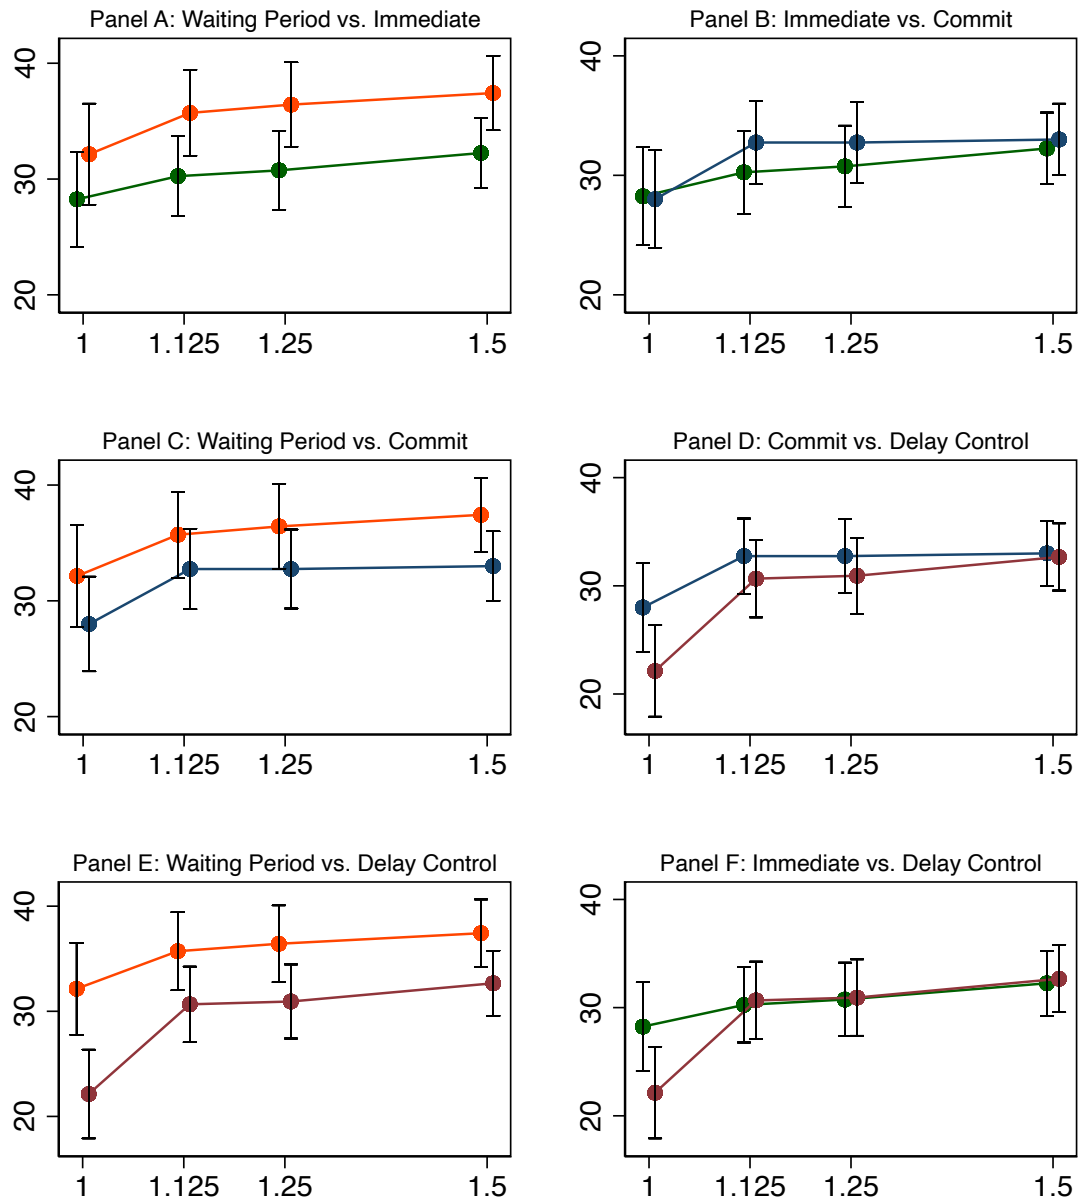 Panel A: Waiting Period vs. Immediate
40
30
20
1 1.125 1.25 1.5
Panel B: Immediate vs. Commit
40
30
20
1 1.125 1.25 1.5
Panel C: Waiting Period vs. Commit
40
30
20
1 1.125 1.25 1.5
Panel D: Commit vs. Delay Control
40
30
20
1 1.125 1.25 1.5
Panel E: Waiting Period vs. Delay Control
40
30
20
1 1.125 1.25 1.5
Panel F: Immediate vs. Delay Control
40
30
20
1 1.125 1.25 1.5